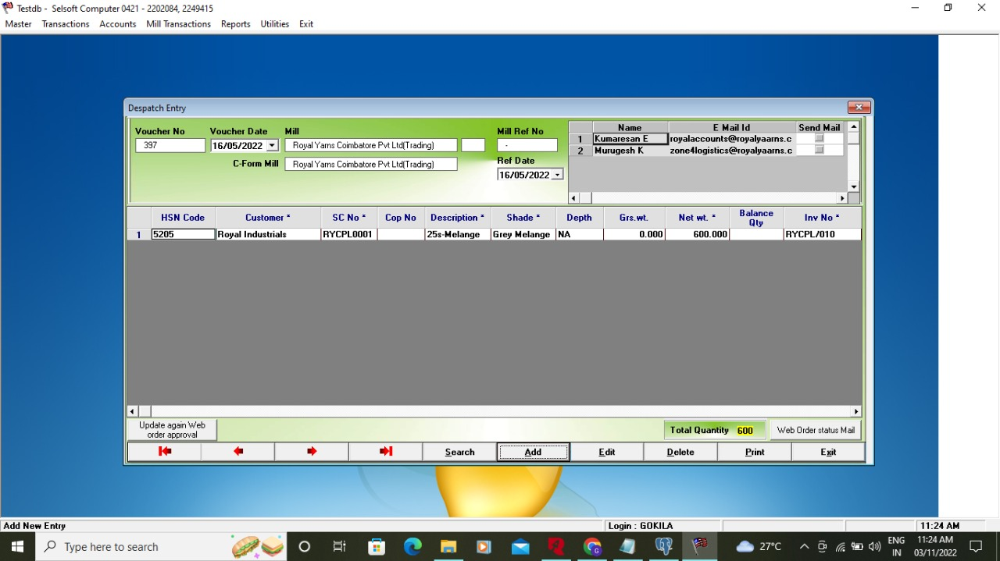 Testdb - Selsoft Computer 0421 - 2202084, 2249415
Master Transactions Accounts Mill Transactions Reports Utilities Exit
Despatch Entry
Voucher No Voucher Date Mill Mill Ref No
397 16/05/2022 Royal Yarns Coimbatore Pvt Ltd(Trading) -
C-Form Mill Royal Yarns Coimbatore Pvt Ltd(Trading) Ref Date
16/05/2022
Name E Mail Id Send Mail
1 Kumaresan E royalaccounts@royalyaarns.c
2 Murugesh K zone4logistics@royalyaarns.c
HSN Code Customer * SC No * Cop No Description * Shade * Depth Grs.wt. Net wt. * Balance Qty Inv No *
1 5205 Royal Industrials RYCPL0001 25s-Melange Grey Melange NA 0.000 600.000 RYCPL/010
Update again Web
order approval
Total Quantity 600 Web Order status Mail
Search Add Edit Delete Print Exit
Add New Entry Login : GOKILA 11:24 AM
Type here to search 27°C ENG IN 11:24 AM 03/11/2022